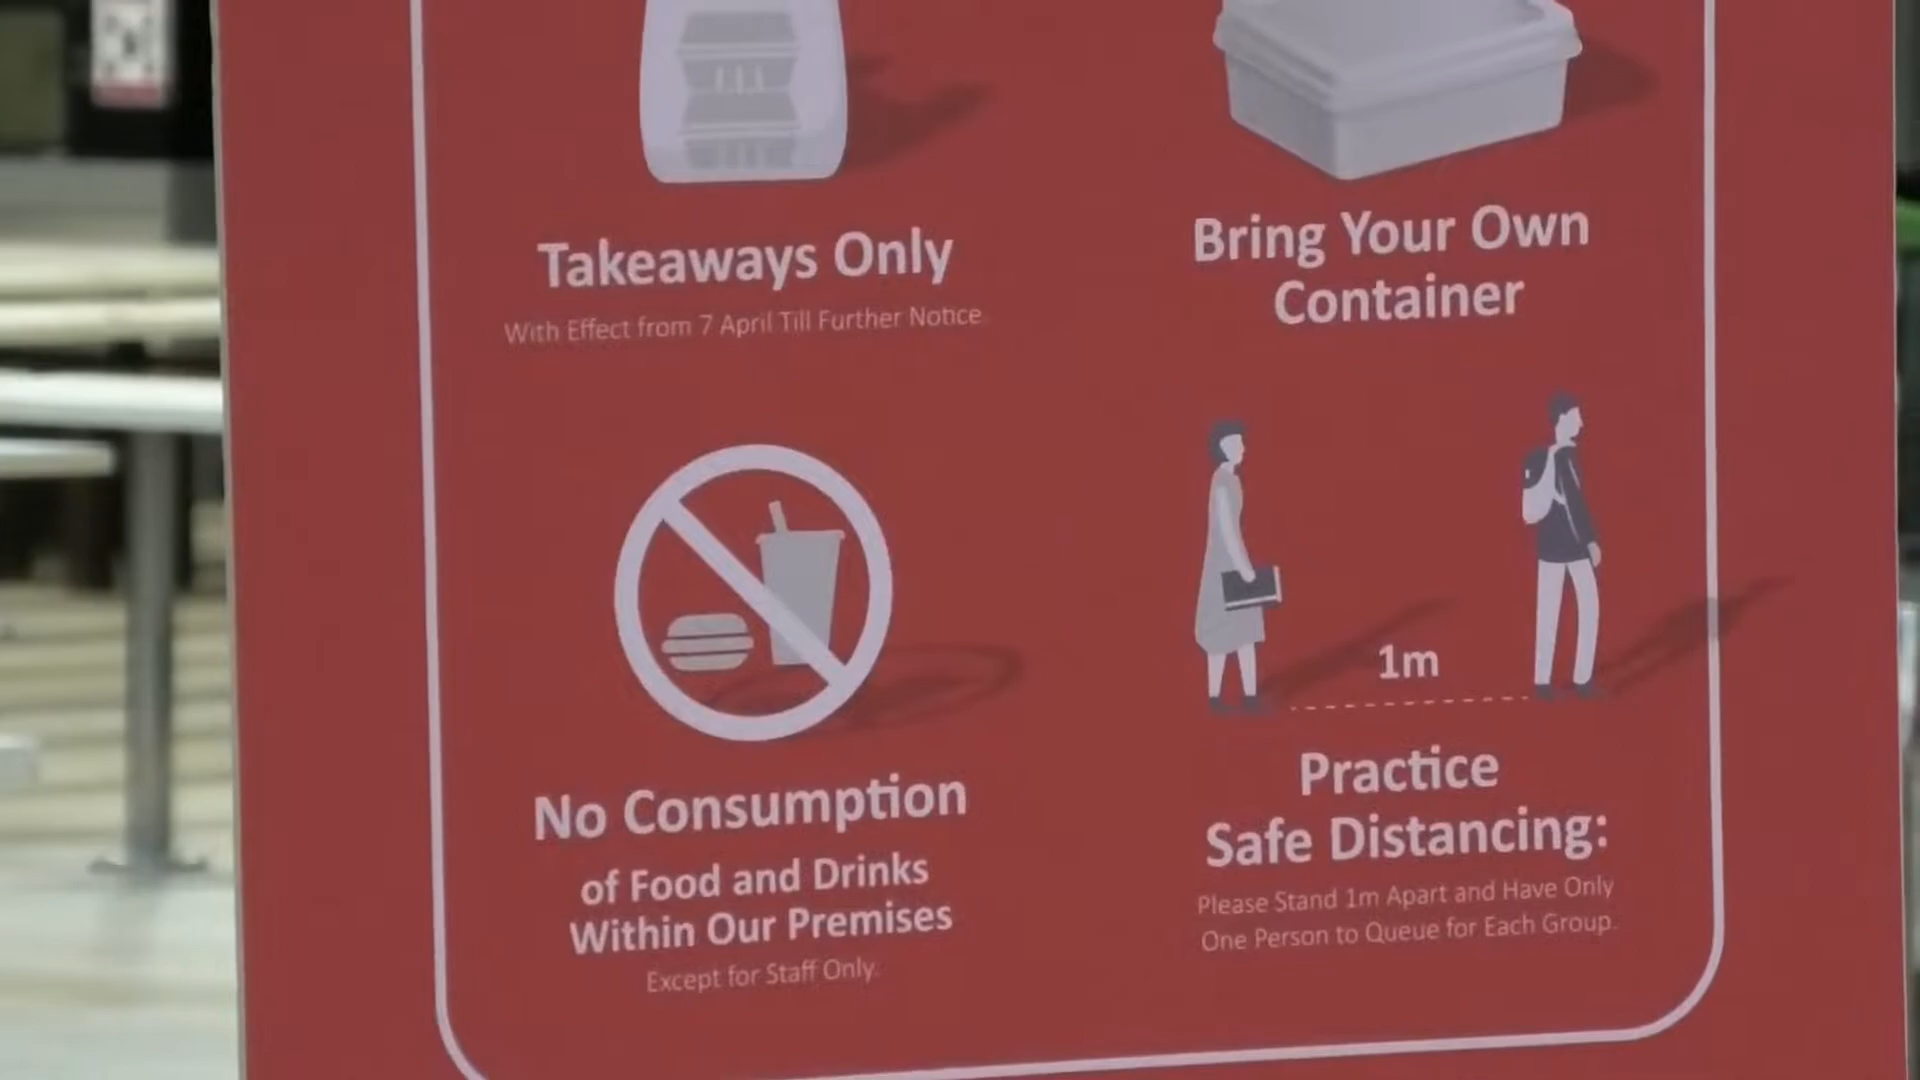 Takeaways Only
With Effect from 7 April Till Further Notice
Bring Your Own
Container
No Consumption
of Food and Drinks
Within Our Premises
Except for Staff Only.
1m
Practice
Safe Distancing:
Please Stand 1m Apart and Have Only
One Person to Queue for Each Group.